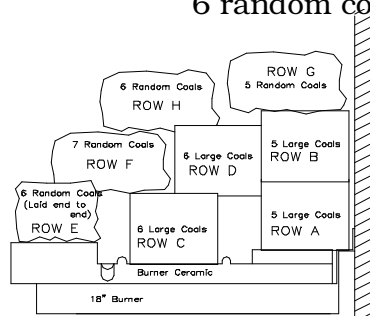 6 random co
ROW G
5 Random Coals
6 Random Coals
ROW H
7 Random Coals
ROW F
6 Large Coals
ROW D
5 Large Coals
ROW B
6 Random Coals
(Laid end to
end)
ROW E
6 Large Coals
ROW C
5 Large Coals
ROW A
Burner Ceramic
18" Burner